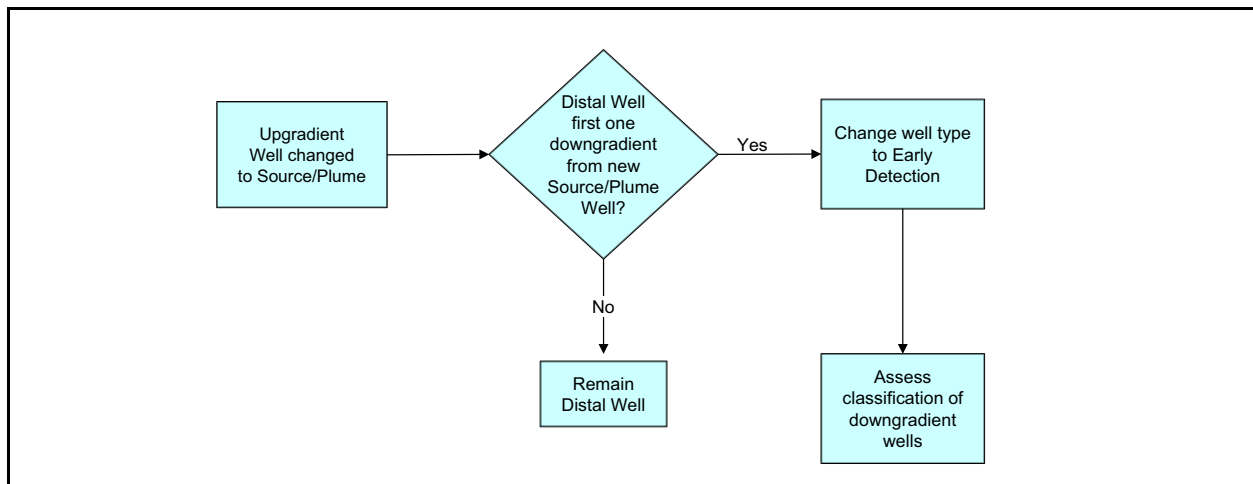 Upgradient
Well changed
to Source/Plume
Distal Well
first one
downgradient
from new
Source/Plume
Well?
Yes
Change well type
to Early
Detection
No
Remain
Distal Well
Assess
classification of
downgradient
wells